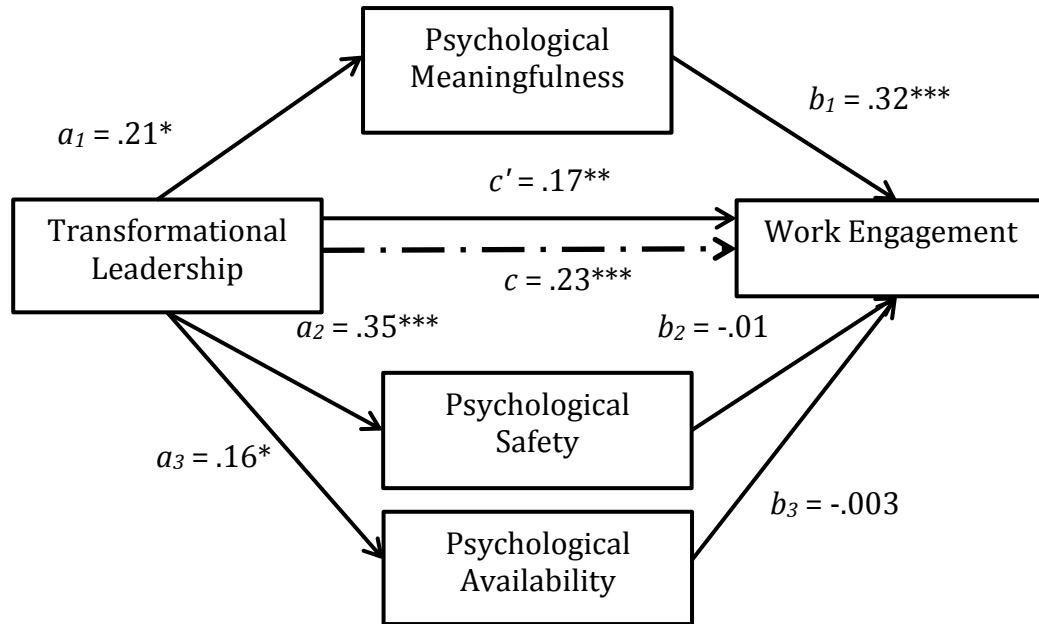 Psychological
Meaningfulness
a1 = .21*
b1 = .32***
c' = .17**
Transformational
Leadership
Work Engagement
c = .23***
a2 = .35***
b2 = -.01
Psychological
Safety
a3 = .16*
b3 = -.003
Psychological
Availability